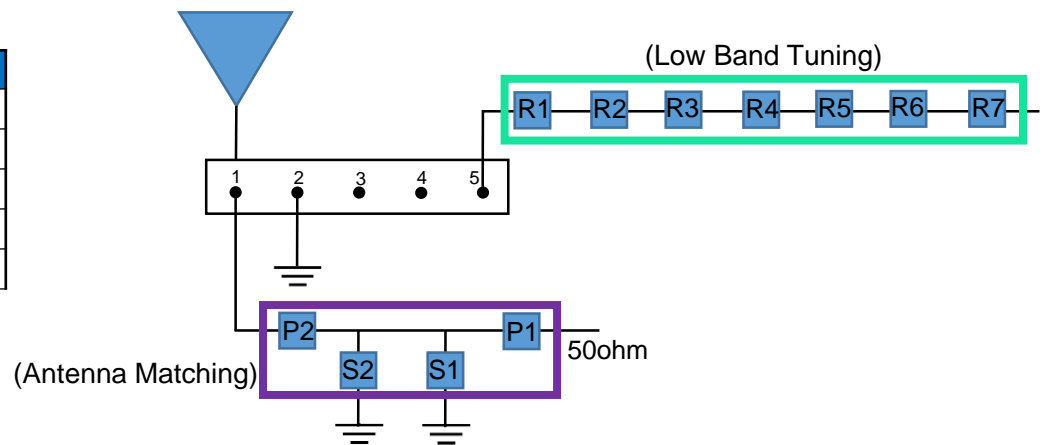 (Low Band Tuning)
R1 R2 R3 R4 R5 R6 R7
1 2 3 4 5
P2 P1
50ohm
(Antenna Matching) S2 S1